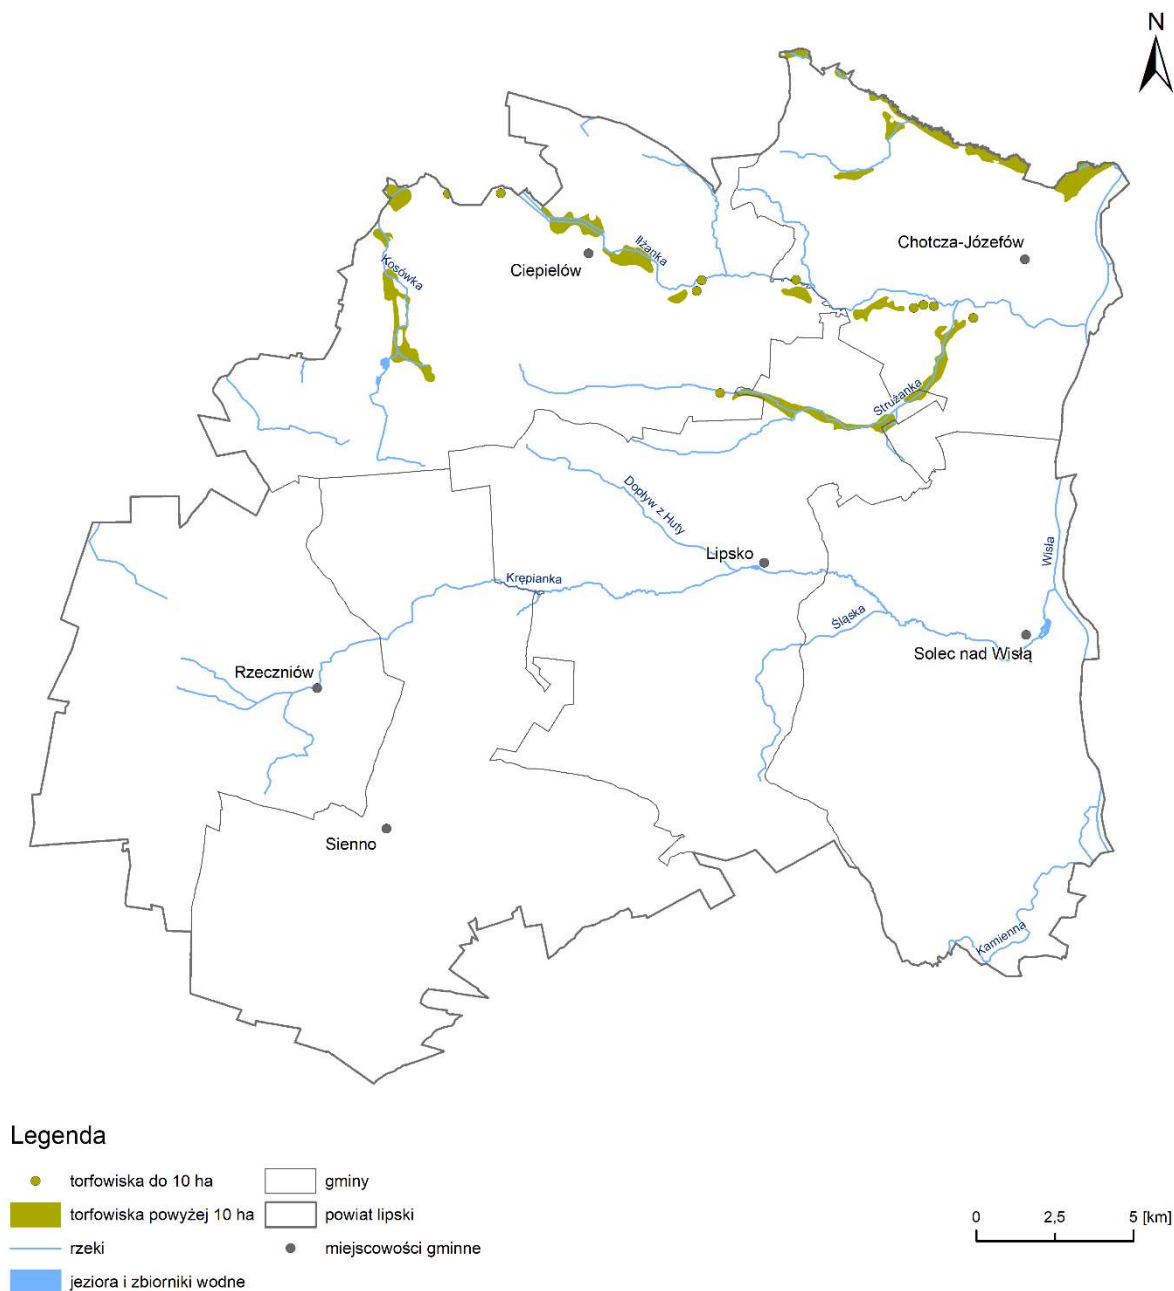 N
Chotcza-Józefów
Iłżanka
Ciepielów
Kosówka
Strużanka
Dopływ z Huty
Lipsko
Wisła
Krępianka
Śląska
Solec nad Wisłą
Rzeczniów
Sienno
Kamienna
Legenda
torfowiska do 10 ha
gminy
torfowiska powyżej 10 ha
powiat lipski
rzeki
miejscowości gminne
jeziora i zbiorniki wodne
0 2,5 5 [km]